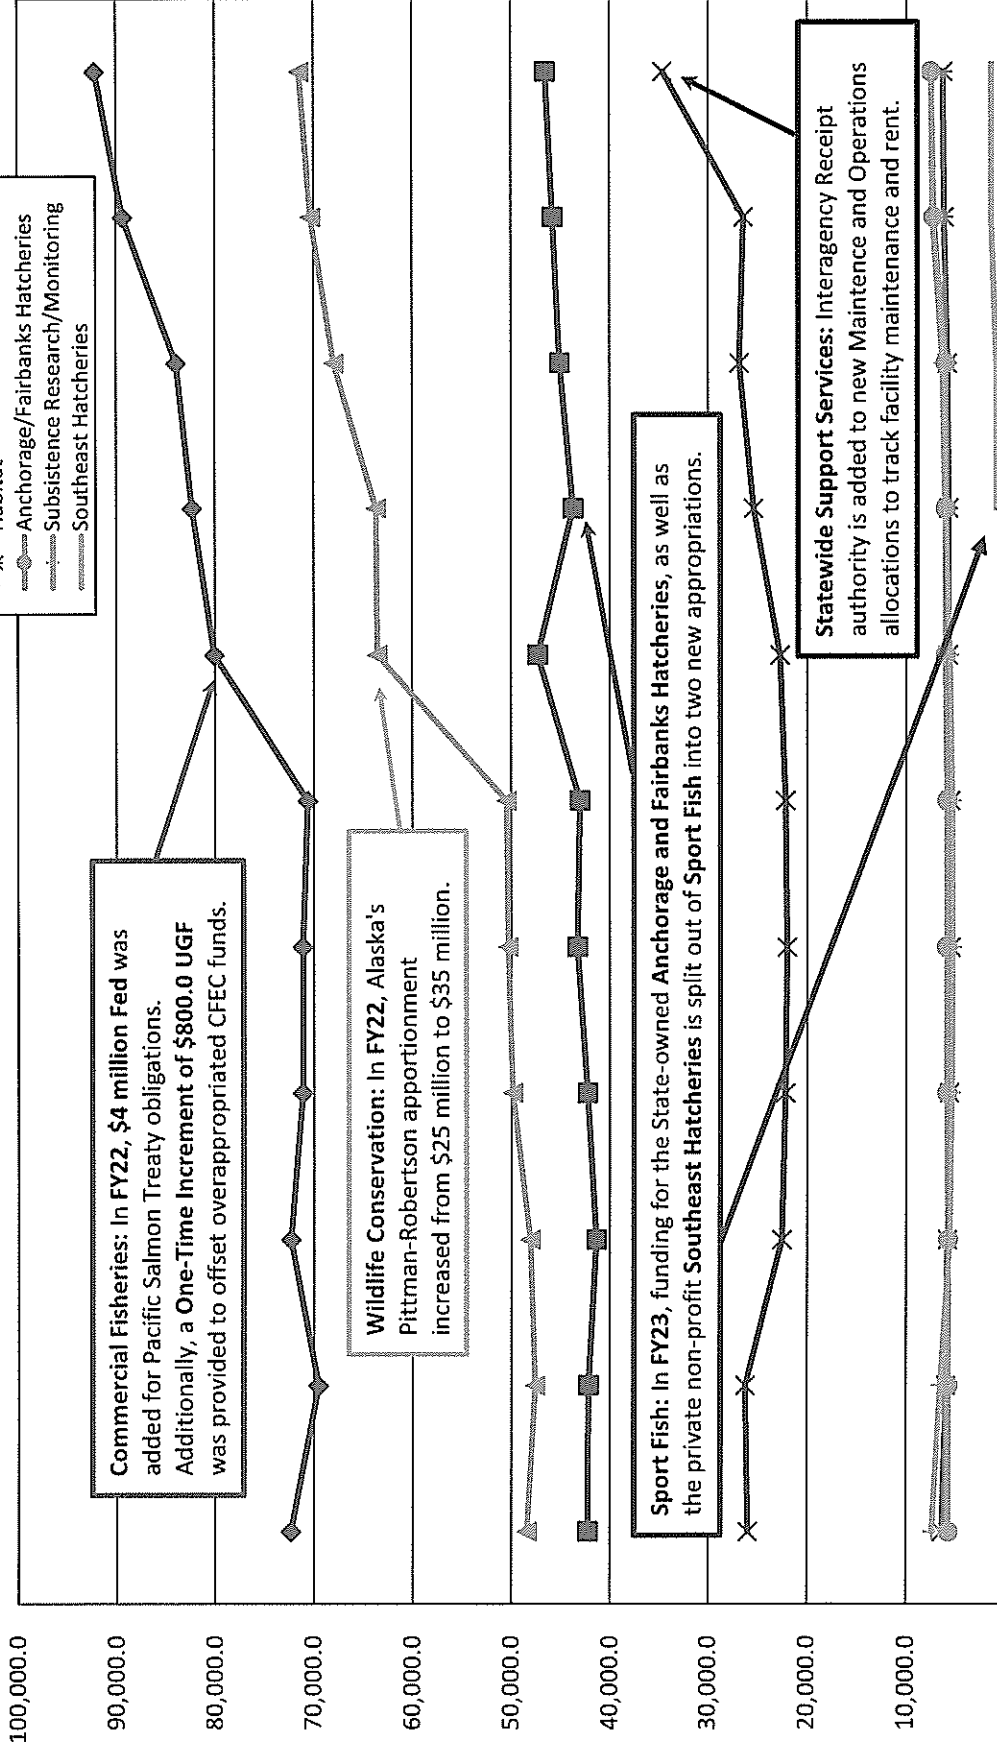 Anchorage/Fairbanks Hatcheries
Subsistence Research/Monitoring
Southeast Hatcheries
100,000.0
90,000.0
80,000.0
70,000.0
60,000.0
50,000.0
40,000.0
30,000.0
20,000.0
10,000.0
Commercial Fisheries: In FY22, $4 million Fed was
added for Pacific Salmon Treaty obligations.
Additionally, a One-Time Increment of $800.0 UGF
was provided to offset overappropriated CFEC funds.
Wildlife Conservation: In FY22, Alaska's
Pittman-Robertson apportionment
increased from $25 million to $35 million.
Sport Fish: In FY23, funding for the State-owned Anchorage and Fairbanks Hatcheries, as well as
the private non-profit Southeast Hatcheries is split out of Sport Fish into two new appropriations.
Statewide Support Services: Interagency Receipt
authority is added to new Maintence and Operations
allocations to track facility maintenance and rent.